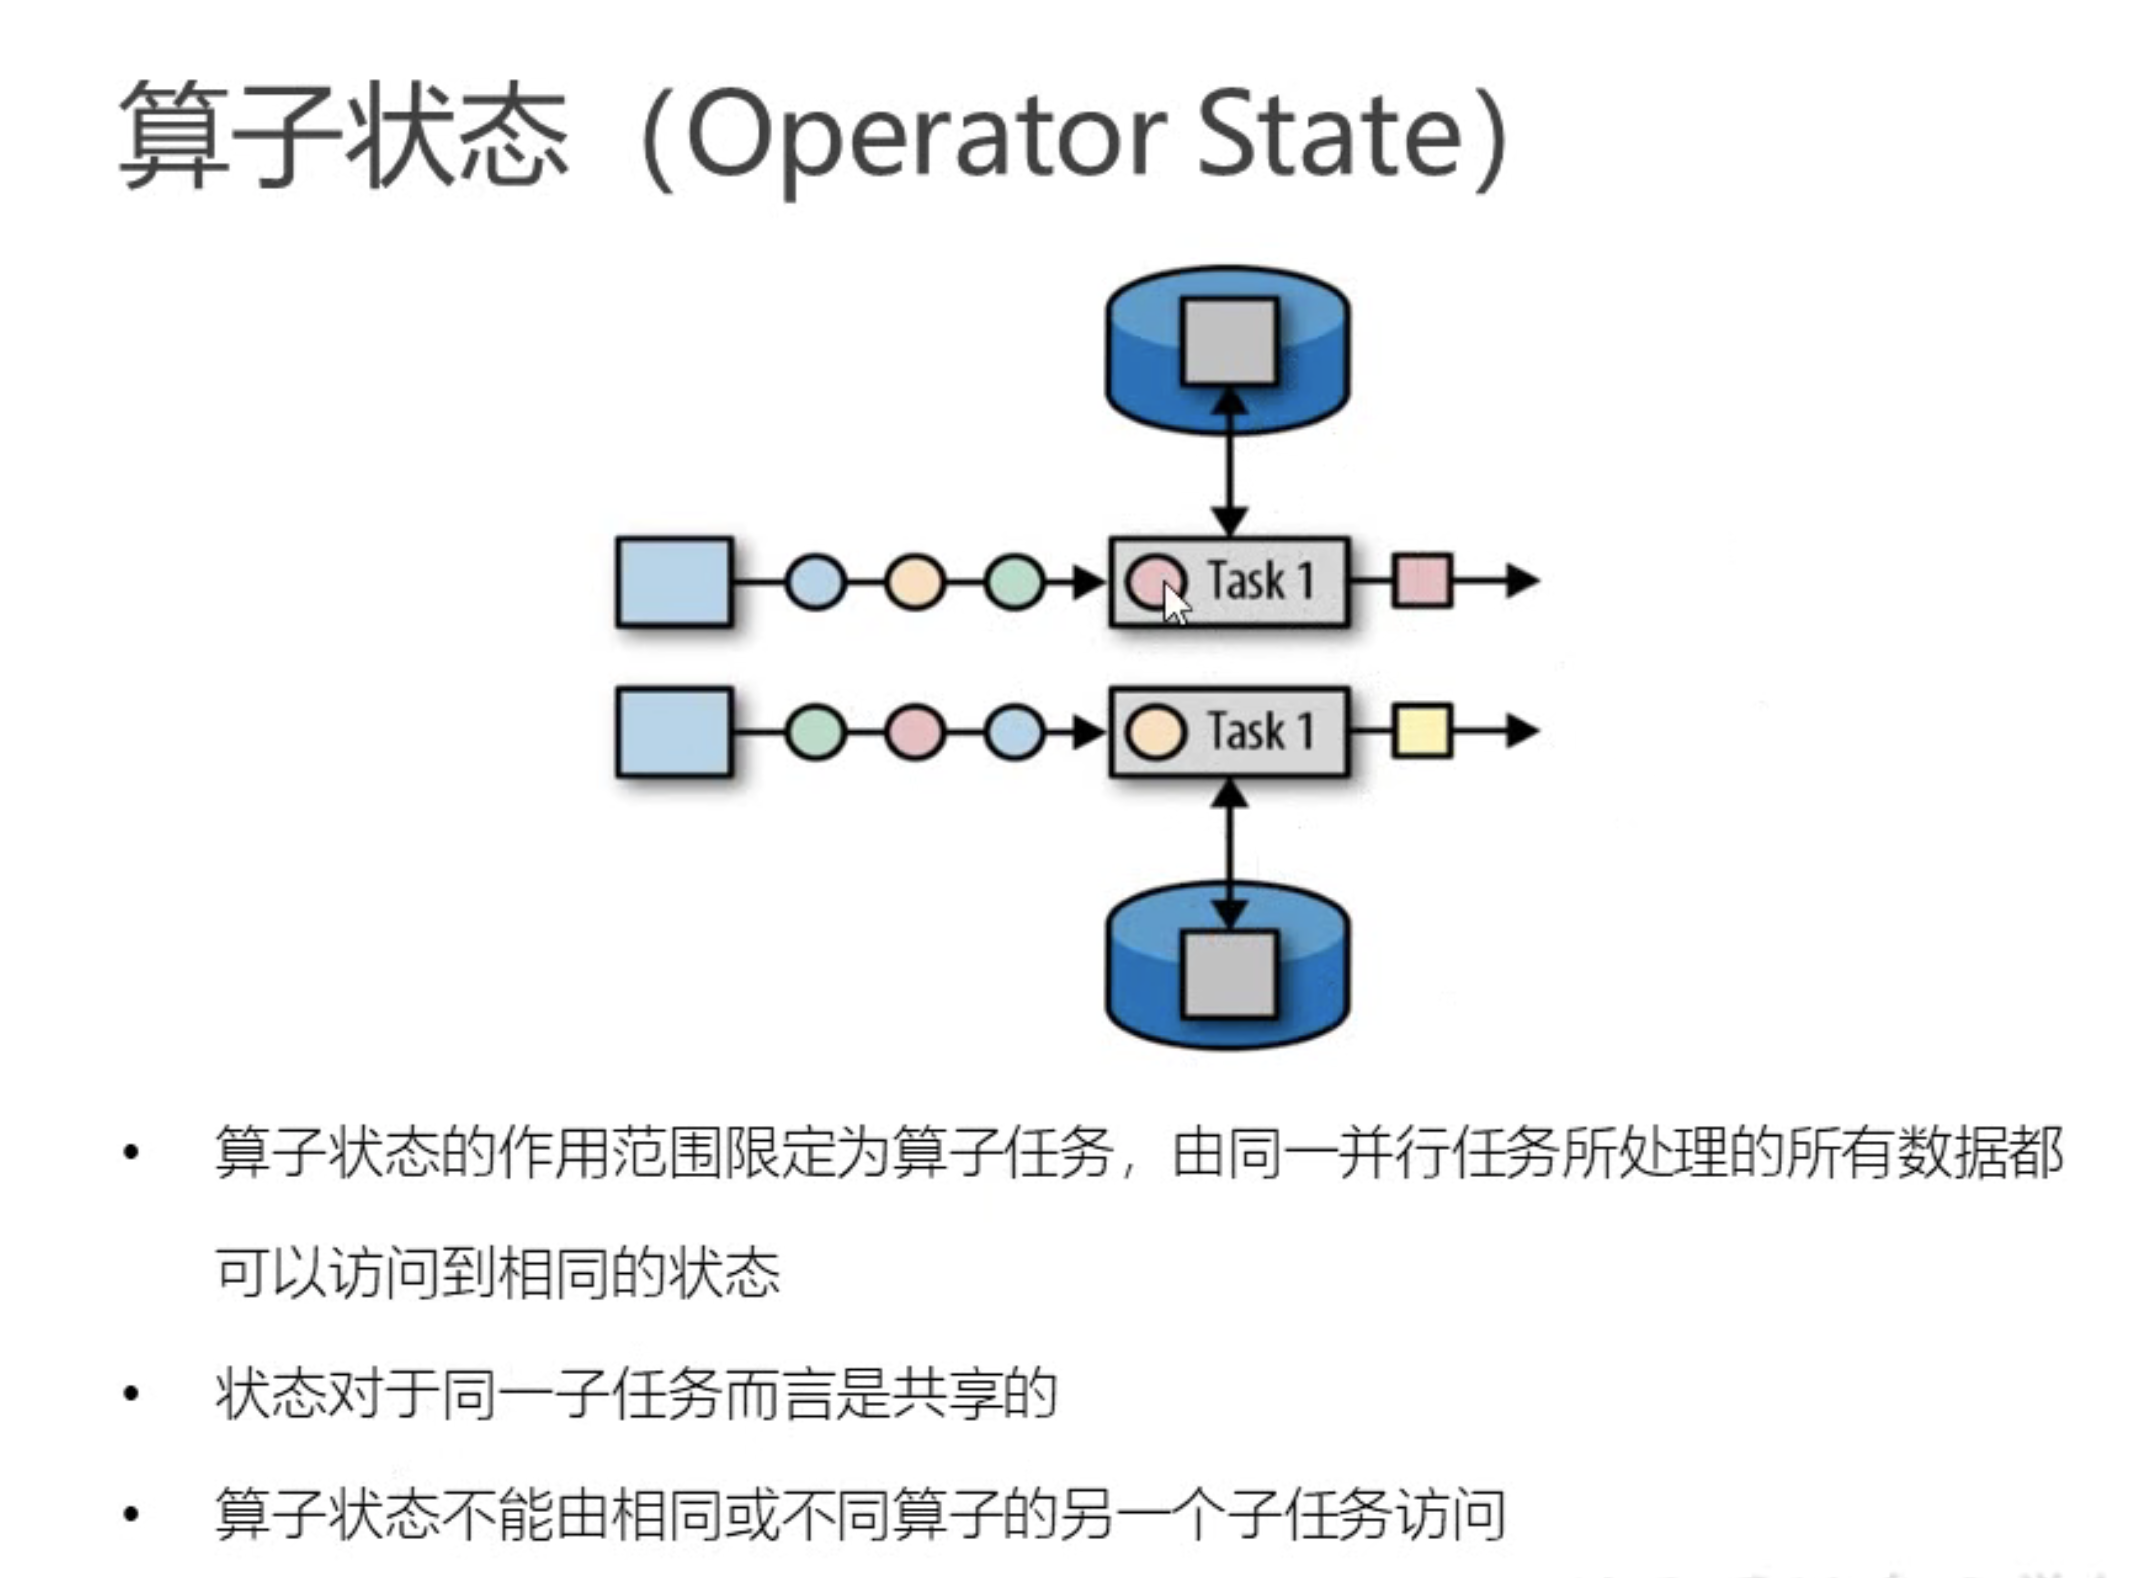 算子状态（Operator State）
Task 1
Task 1
• 算子状态的作用范围限定为算子任务，由同一并行任务所处理的所有数据都
可以访问到相同的状态
• 状态对于同一子任务而言是共享的
• 算子状态不能由相同或不同算子的另一个子任务访问